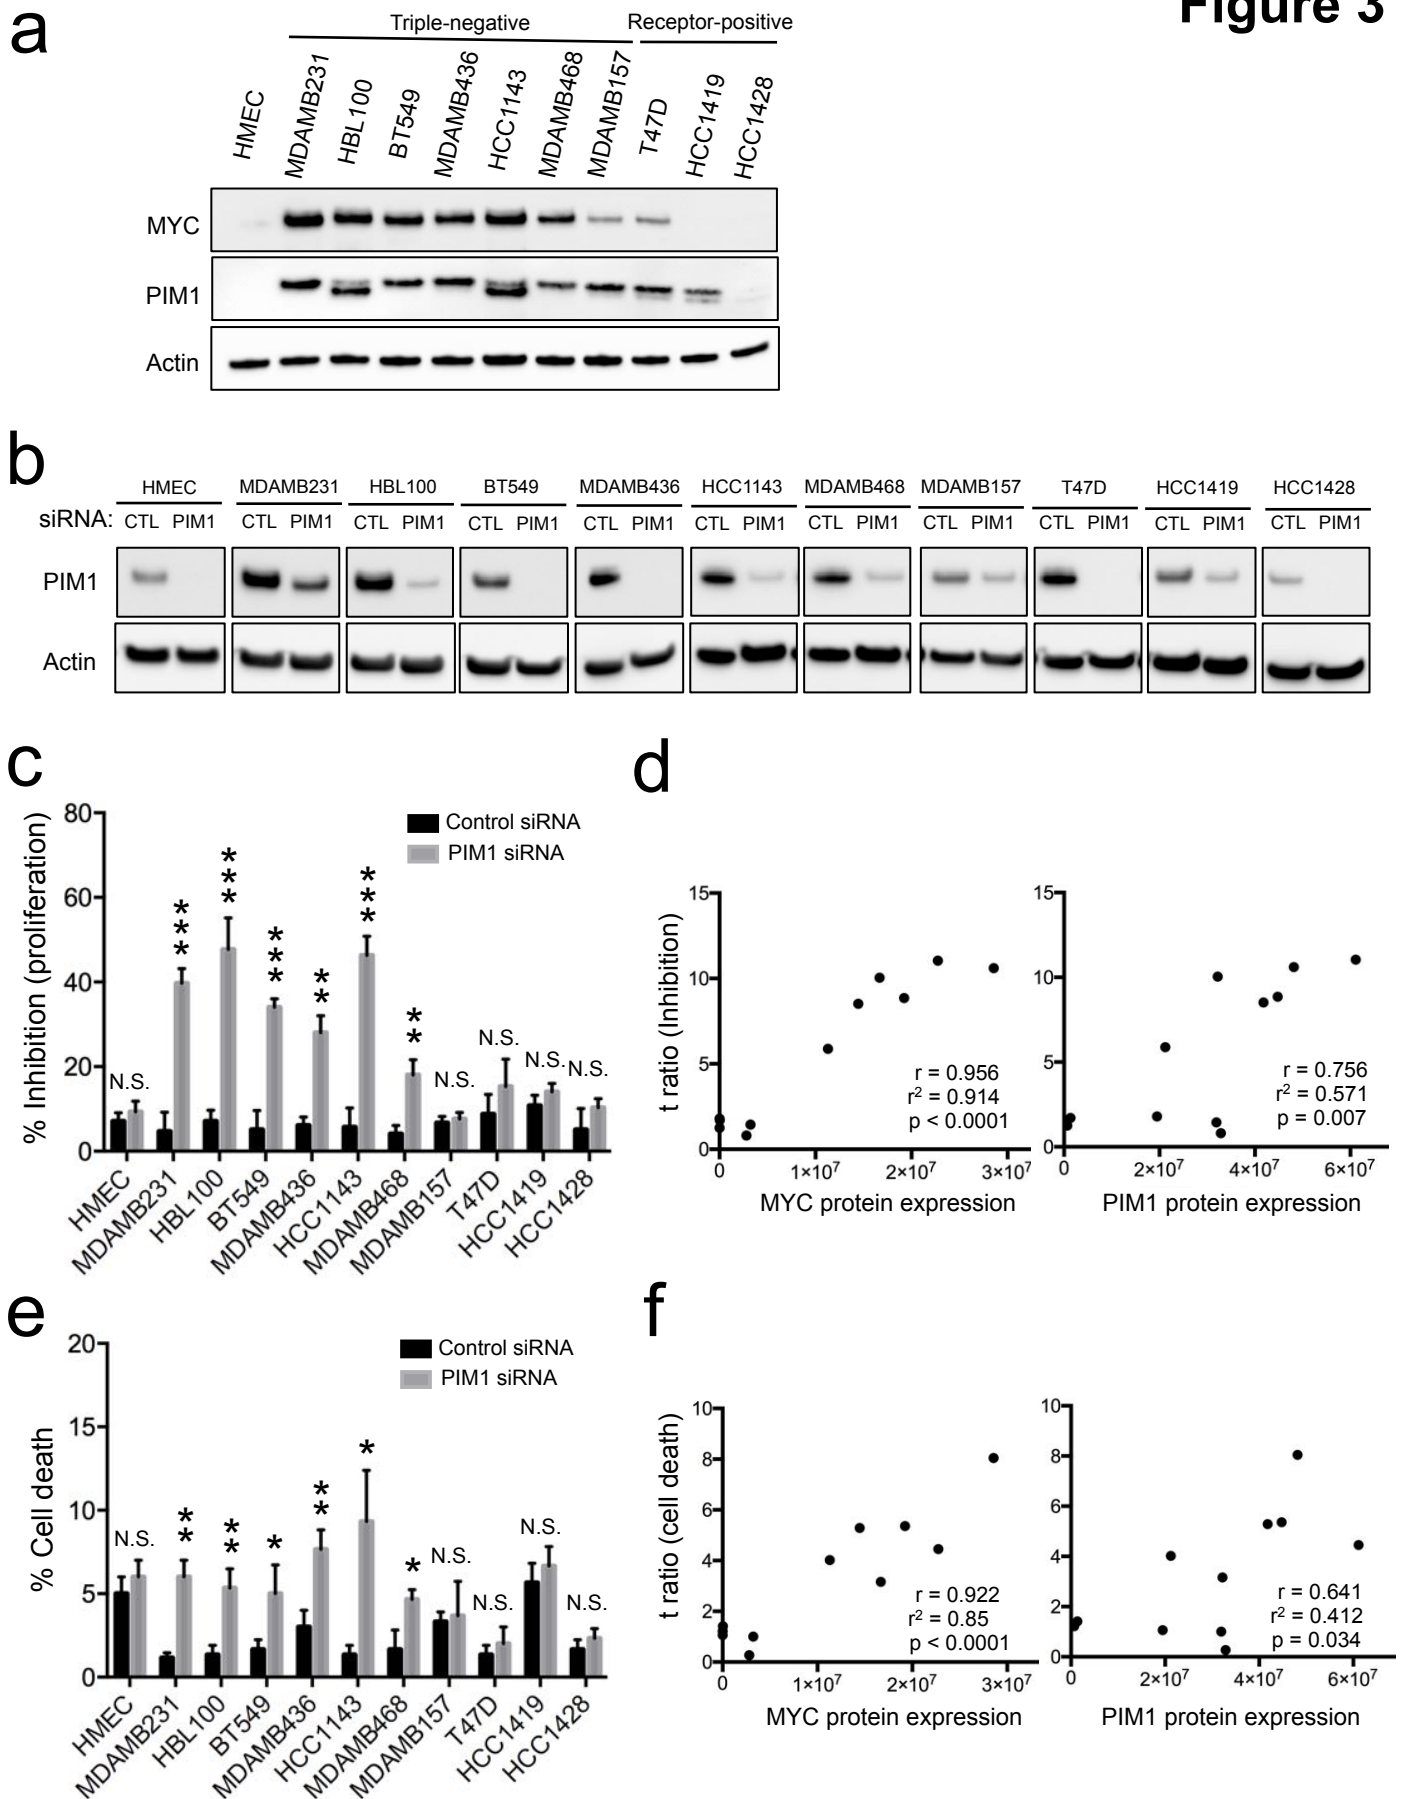 Figure 3
a
Triple-negative
Receptor-positive
HMEC
MDAMB231
HBL100
BT549
MDAMB436
HCC1143
MDAMB468
MDAMB157
T47D
HCC1419
HCC1428
MYC
PIM1
Actin
b
HMEC MDAMB231 HBL100 BT549 MDAMB436 HCC1143 MDAMB468 MDAMB157 T47D HCC1419 HCC1428
siRNA: CTL PIM1 CTL PIM1 CTL PIM1 CTL PIM1 CTL PIM1 CTL PIM1 CTL PIM1 CTL PIM1 CTL PIM1 CTL PIM1 CTL PIM1
PIM1
Actin
c
% Inhibition (proliferation)
80
60
40
20
0
Control siRNA
PIM1 siRNA
N.S.
***
***
***
**
***
**
N.S.
N.S.
N.S.
N.S.
HMEC
MDAMB231
HBL100
BT549
MDAMB436
HCC1143
MDAMB468
MDAMB157
T47D
HCC1419
HCC1428
d
t ratio (Inhibition)
15
10
5
0
r = 0.956
r² = 0.914
p < 0.0001
0 1×10⁷ 2×10⁷ 3×10⁷
MYC protein expression
15
10
5
0
r = 0.756
r² = 0.571
p = 0.007
0 2×10⁷ 4×10⁷ 6×10⁷
PIM1 protein expression
e
% Cell death
20
15
10
5
0
Control siRNA
PIM1 siRNA
N.S.
**
**
*
**
*
*
N.S.
N.S.
N.S.
N.S.
HMEC
MDAMB231
HBL100
BT549
MDAMB436
HCC1143
MDAMB468
MDAMB157
T47D
HCC1419
HCC1428
f
t ratio (cell death)
10
8
6
4
2
0
r = 0.922
r² = 0.85
p < 0.0001
0 1×10⁷ 2×10⁷ 3×10⁷
MYC protein expression
10
8
6
4
2
0
r = 0.641
r² = 0.412
p = 0.034
0 2×10⁷ 4×10⁷ 6×10⁷
PIM1 protein expression